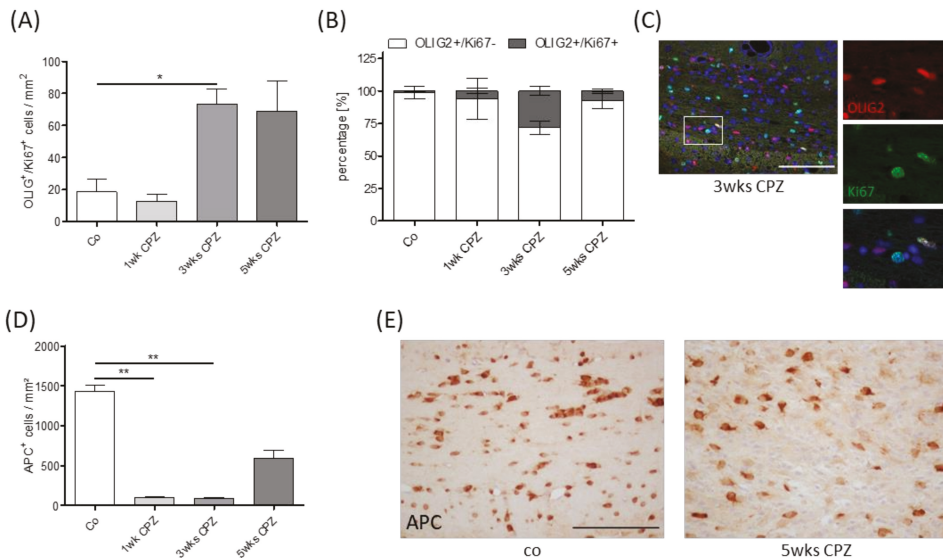 (A)
OLIG⁺/Ki67⁺ cells / mm²
100
80
60
40
20
0
*
Co
1wk CPZ
3wks CPZ
5wks CPZ
(B)
OLIG2+/Ki67- OLIG2+/Ki67+
percentage [%]
125
100
75
50
25
0
Co
1wk CPZ
3wks CPZ
5wks CPZ
(C)
3wks CPZ
OLIG2
Ki67
(D)
APC⁺ cells / mm²
2000
1500
1000
500
0
**
**
Co
1wk CPZ
3wks CPZ
5wks CPZ
(E)
APC
co
5wks CPZ